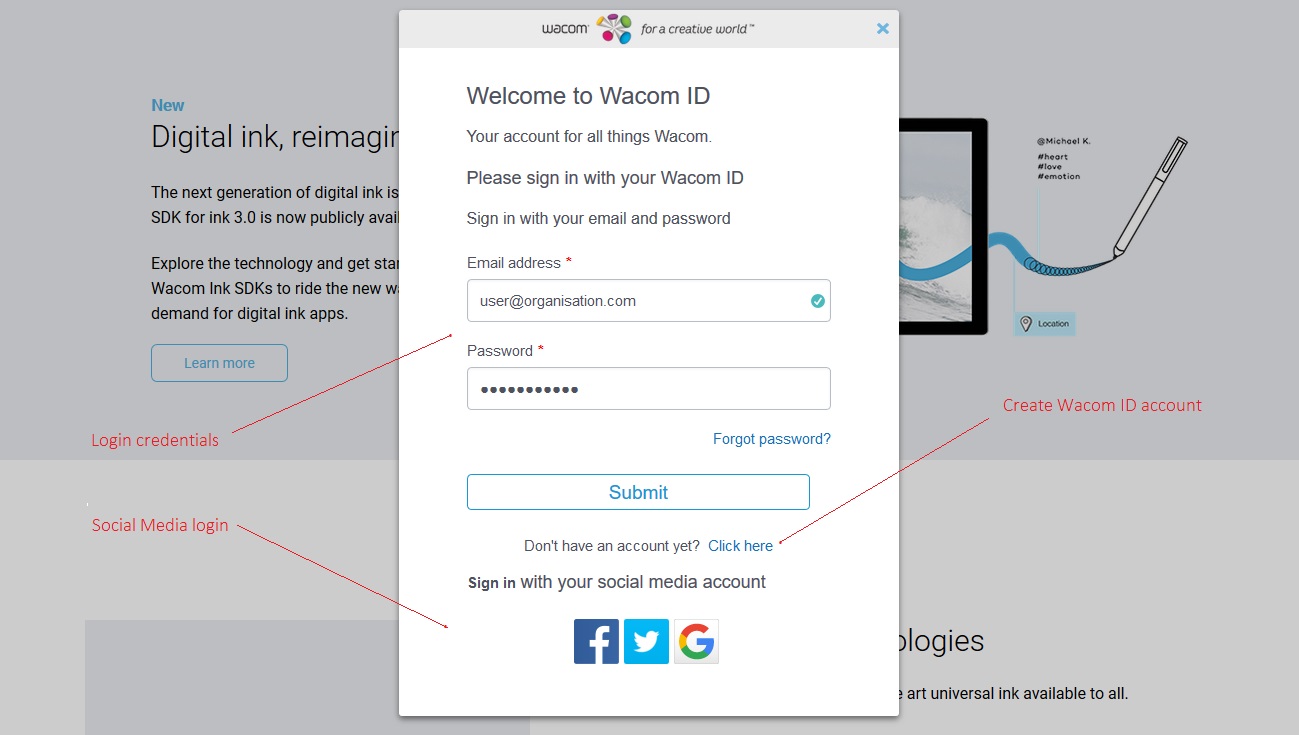 wacom for a creative world™
Welcome to Wacom ID
Your account for all things Wacom.
Please sign in with your Wacom ID
Sign in with your email and password
Email address *
user@organisation.com
Password *
•••••••••••
Forgot password?
Submit
Don't have an account yet? Click here
Sign in with your social media account
New
Digital ink, reimagin
The next generation of digital ink is
SDK for ink 3.0 is now publicly avail
Explore the technology and get star
Wacom Ink SDKs to ride the new wa
demand for digital ink apps.
Learn more
@Michael K.
#heart
#love
#emotion
Location
Login credentials
Create Wacom ID account
Social Media login
ologies
e art universal ink available to all.